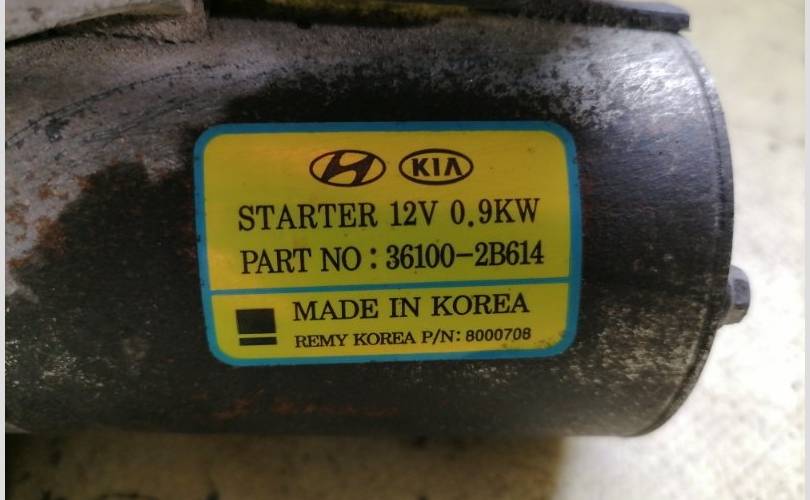 KIA
STARTER 12V 0.9KW
PART NO : 36100-2B614
MADE IN KOREA
REMY KOREA P/N: 8000708